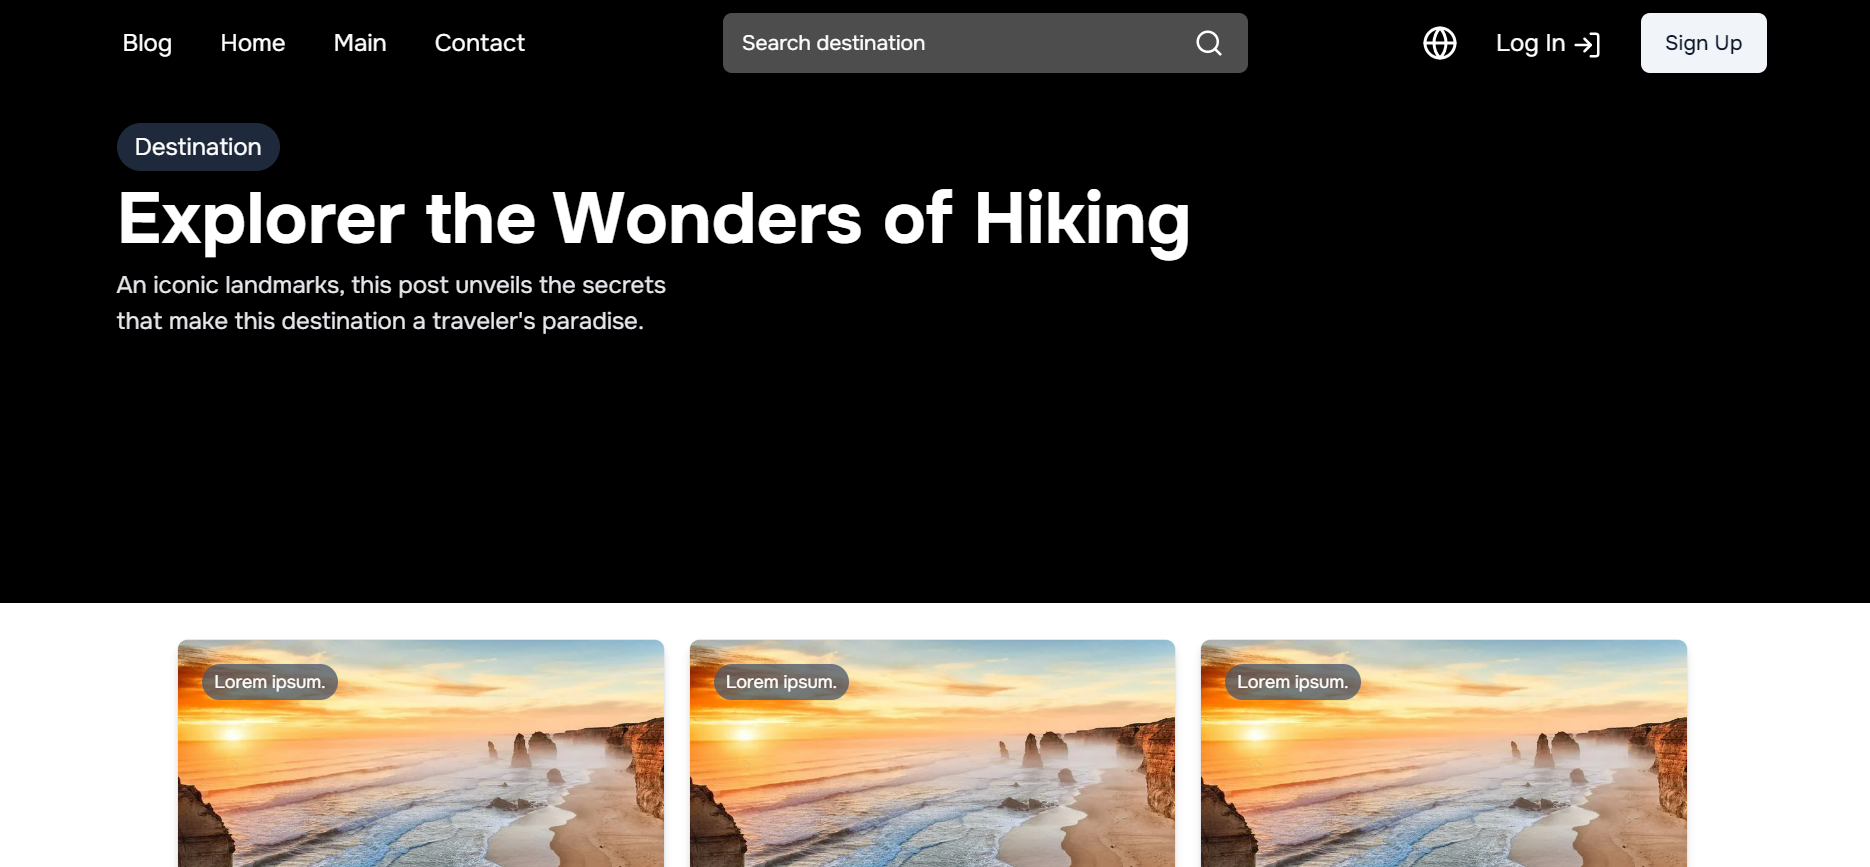 Blog Home Main Contact Search destination Log In Sign Up
Destination
Explorer the Wonders of Hiking
An iconic landmarks, this post unveils the secrets
that make this destination a traveler's paradise.
Lorem ipsum. Lorem ipsum. Lorem ipsum.